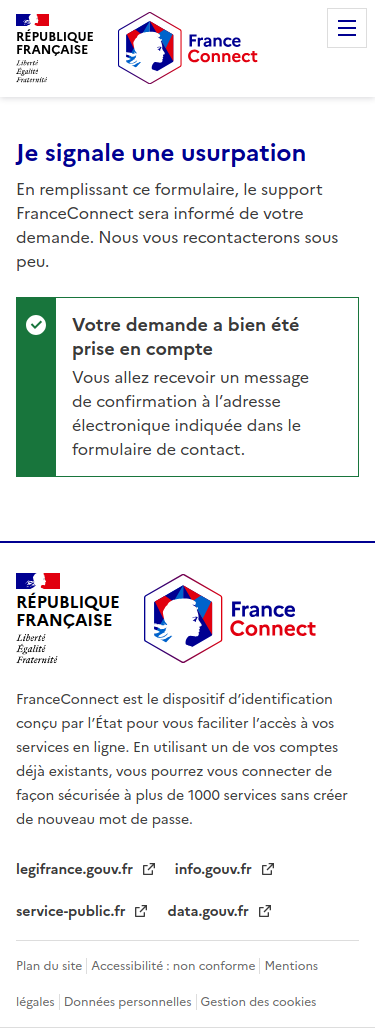 RÉPUBLIQUE
FRANÇAISE
Liberté
Égalité
Fraternité
France
Connect
Je signale une usurpation
En remplissant ce formulaire, le support
FranceConnect sera informé de votre
demande. Nous vous recontacterons sous
peu.
Votre demande a bien été
prise en compte
Vous allez recevoir un message
de confirmation à l’adresse
électronique indiquée dans le
formulaire de contact.
RÉPUBLIQUE
FRANÇAISE
Liberté
Égalité
Fraternité
France
Connect
FranceConnect est le dispositif d’identification
conçu par l’État pour vous faciliter l’accès à vos
services en ligne. En utilisant un de vos comptes
déjà existants, vous pourrez vous connecter de
façon sécurisée à plus de 1000 services sans créer
de nouveau mot de passe.
legifrance.gouv.fr info.gouv.fr
service-public.fr data.gouv.fr
Plan du site Accessibilité : non conforme Mentions
légales Données personnelles Gestion des cookies